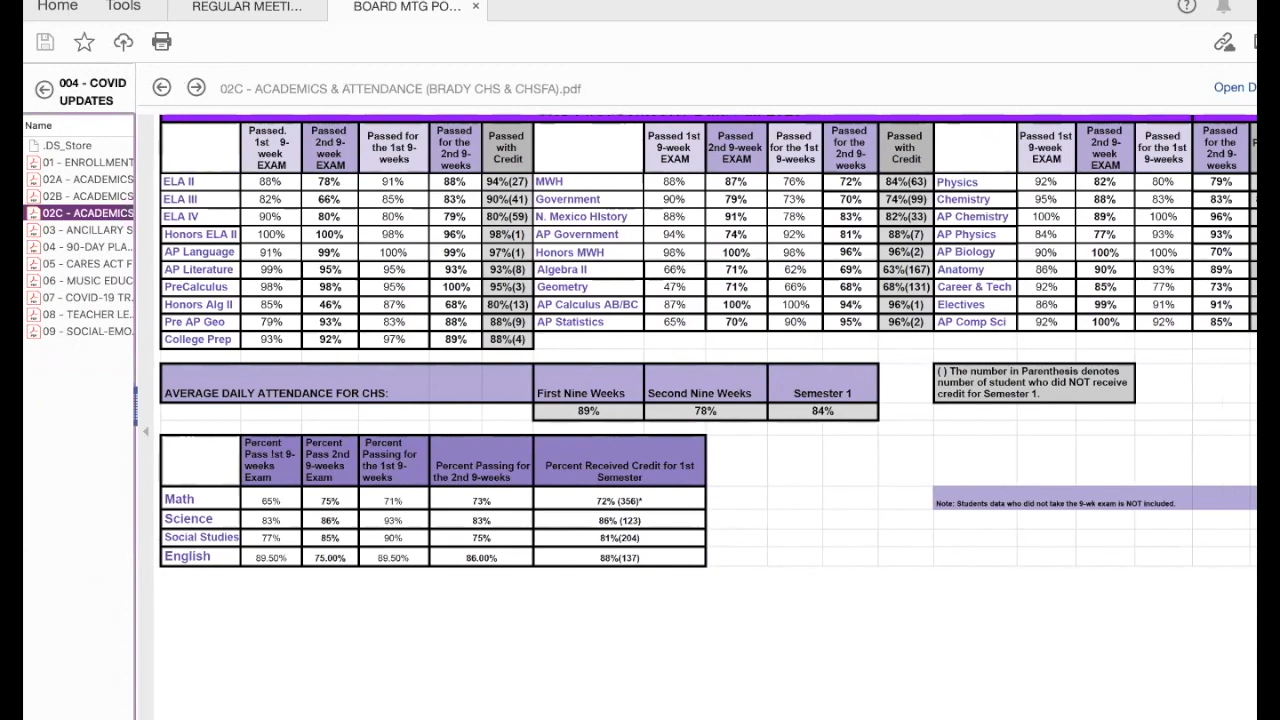 Home Tools REGULAR MEETI... BOARD MTG PO... ×
004 - COVID
UPDATES
02C - ACADEMICS & ATTENDANCE (BRADY CHS & CHSFA).pdf
Open D
Name
.DS_Store
01 - ENROLLMENT
02A - ACADEMICS
02B - ACADEMICS
02C - ACADEMICS
03 - ANCILLARY S
04 - 90-DAY PLA...
05 - CARES ACT F
06 - MUSIC EDUC
07 - COVID-19 TR.
08 - TEACHER LE..
09 - SOCIAL-EMO.
Passed. 1st 9-week EXAM Passed 2nd 9-week EXAM Passed for the 1st 9-weeks Passed for the 2nd 9-weeks Passed with Credit Passed 1st 9-week EXAM Passed 2nd 9-week EXAM Passed for the 1st 9-weeks Passed for the 2nd 9-weeks Passed with Credit Passed 1st 9-week EXAM Passed 2nd 9-week EXAM Passed for the 1st 9-weeks Passed for the 2nd 9-weeks
ELA II 88% 78% 91% 88% 94%(27) MWH 88% 87% 76% 72% 84%(63) Physics 92% 82% 80% 79%
ELA III 82% 66% 85% 83% 90%(41) Government 90% 79% 73% 70% 74%(99) Chemistry 95% 88% 83% 83%
ELA IV 90% 80% 80% 79% 80%(59) N. Mexico HIstory 88% 91% 78% 83% 82%(33) AP Chemistry 100% 89% 100% 96%
Honors ELA II 100% 100% 98% 96% 98%(1) AP Government 94% 74% 92% 81% 88%(7) AP Physics 84% 77% 93% 93%
AP Language 91% 99% 100% 99% 97%(1) Honors MWH 98% 100% 98% 96% 96%(2) AP Biology 90% 100% 100% 70%
AP Literature 99% 95% 95% 93% 93%(8) Algebra II 66% 71% 62% 69% 63%(167) Anatomy 86% 90% 93% 89%
PreCalculus 98% 98% 95% 100% 95%(3) Geometry 47% 71% 66% 68% 68%(131) Career & Tech 92% 85% 77% 73%
Honors Alg II 85% 46% 87% 68% 80%(13) AP Calculus AB/BC 87% 100% 100% 94% 96%(1) Electives 86% 99% 91% 91%
Pre AP Geo 79% 93% 83% 88% 88%(9) AP Statistics 65% 70% 90% 95% 96%(2) AP Comp Sci 92% 100% 92% 85%
College Prep 93% 92% 97% 89% 88%(4)
AVERAGE DAILY ATTENDANCE FOR CHS: First Nine Weeks Second Nine Weeks Semester 1
89% 78% 84%
( ) The number in Parenthesis denotes
number of student who did NOT receive
credit for Semester 1.
Percent Pass !st 9-weeks Exam Percent Pass 2nd 9-weeks Exam Percent Passing for the 1st 9-weeks Percent Passing for the 2nd 9-weeks Percent Received Credit for 1st Semester
Math 65% 75% 71% 73% 72% (356)*
Science 83% 86% 93% 83% 86% (123)
Social Studies 77% 85% 90% 75% 81%(204)
English 89.50% 75.00% 89.50% 86.00% 88%(137)
Note: Students data who did not take the 9-wk exam is NOT included.